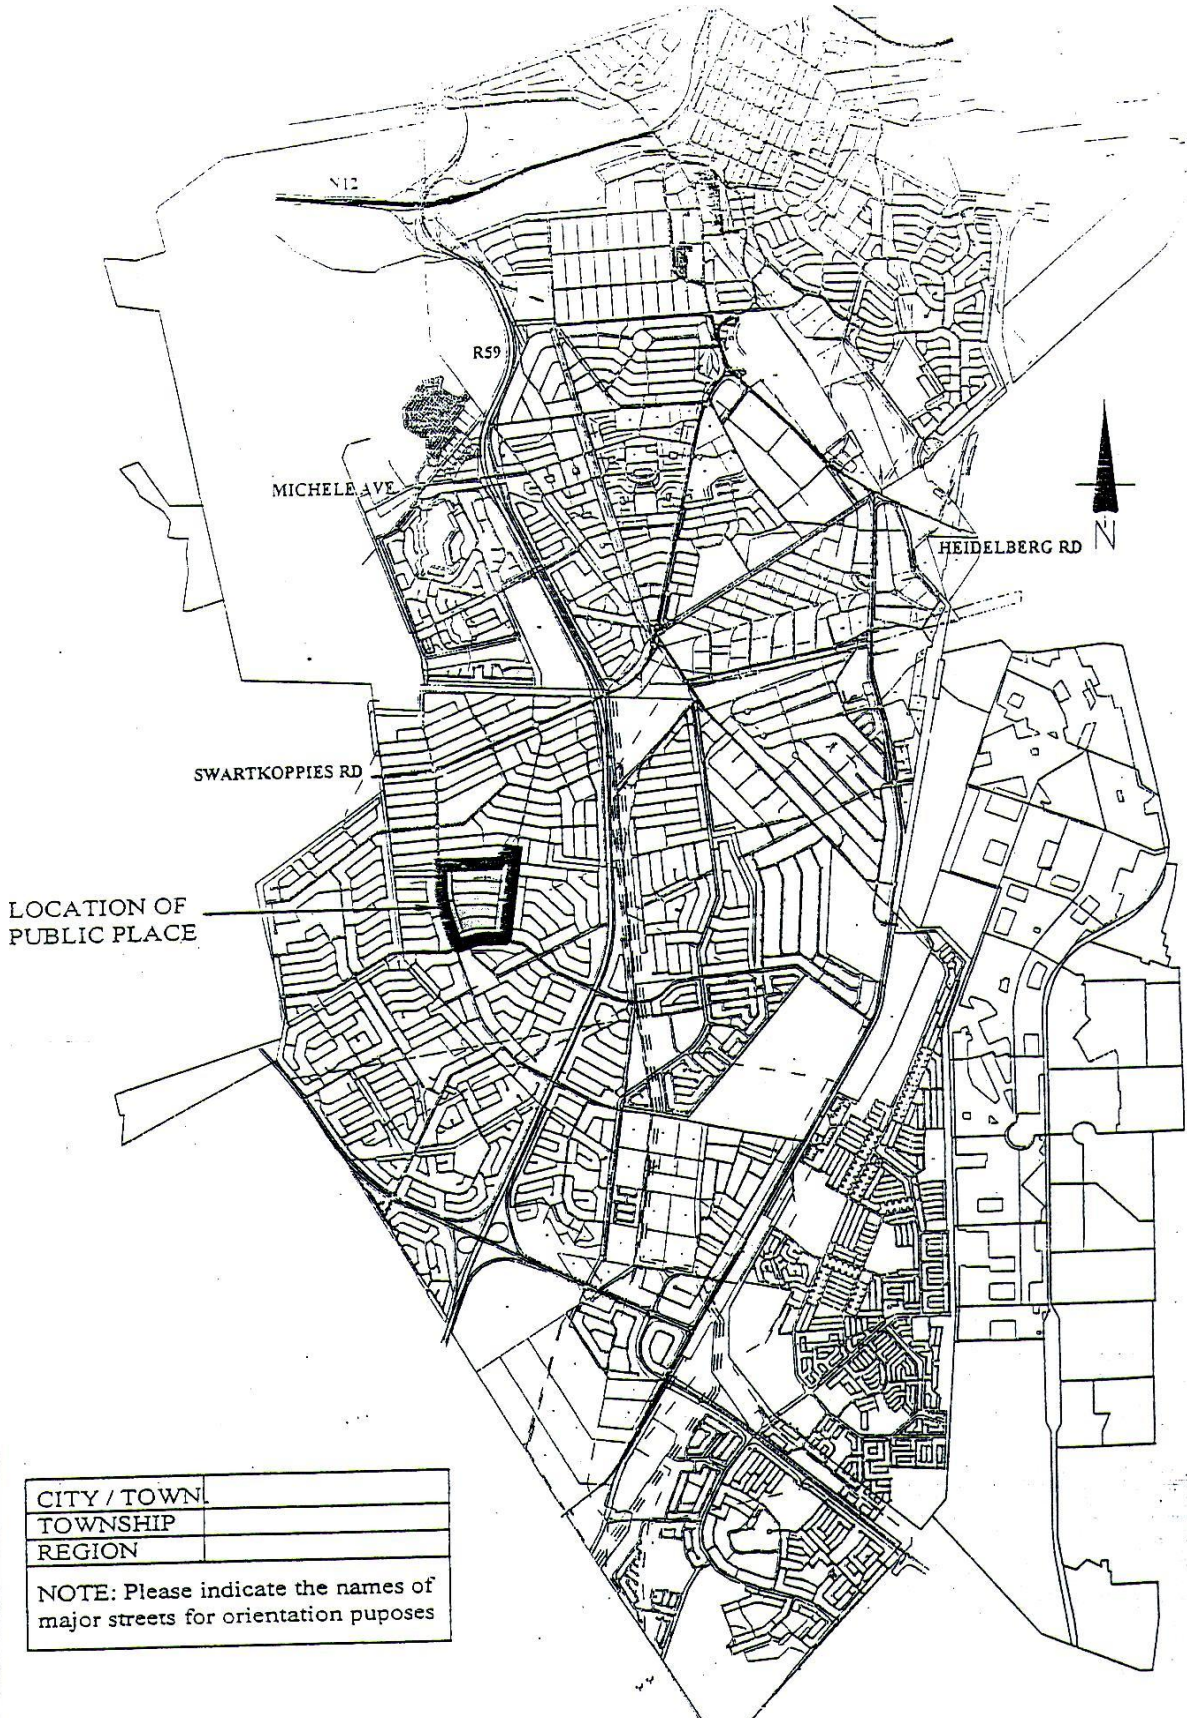 N12
R59
MICHELE AVE
HEIDELBERG RD
N
SWARTKOPPIES RD
LOCATION OF
PUBLIC PLACE
CITY / TOWN
TOWNSHIP
REGION
NOTE: Please indicate the names of
major streets for orientation puposes